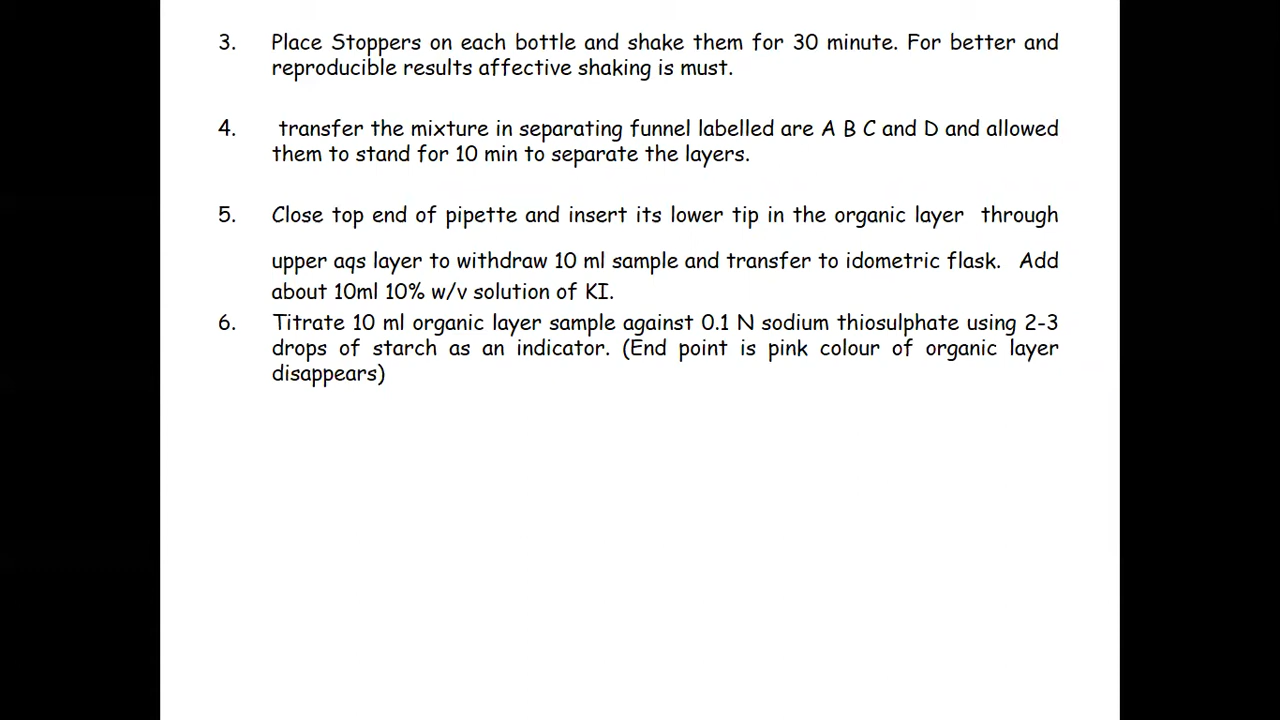 3. Place Stoppers on each bottle and shake them for 30 minute. For better and
reproducible results affective shaking is must.
4. transfer the mixture in separating funnel labelled are A B C and D and allowed
them to stand for 10 min to separate the layers.
5. Close top end of pipette and insert its lower tip in the organic layer through
upper aqs layer to withdraw 10 ml sample and transfer to idometric flask. Add
about 10ml 10% w/v solution of KI.
6. Titrate 10 ml organic layer sample against 0.1 N sodium thiosulphate using 2-3
drops of starch as an indicator. (End point is pink colour of organic layer
disappears)